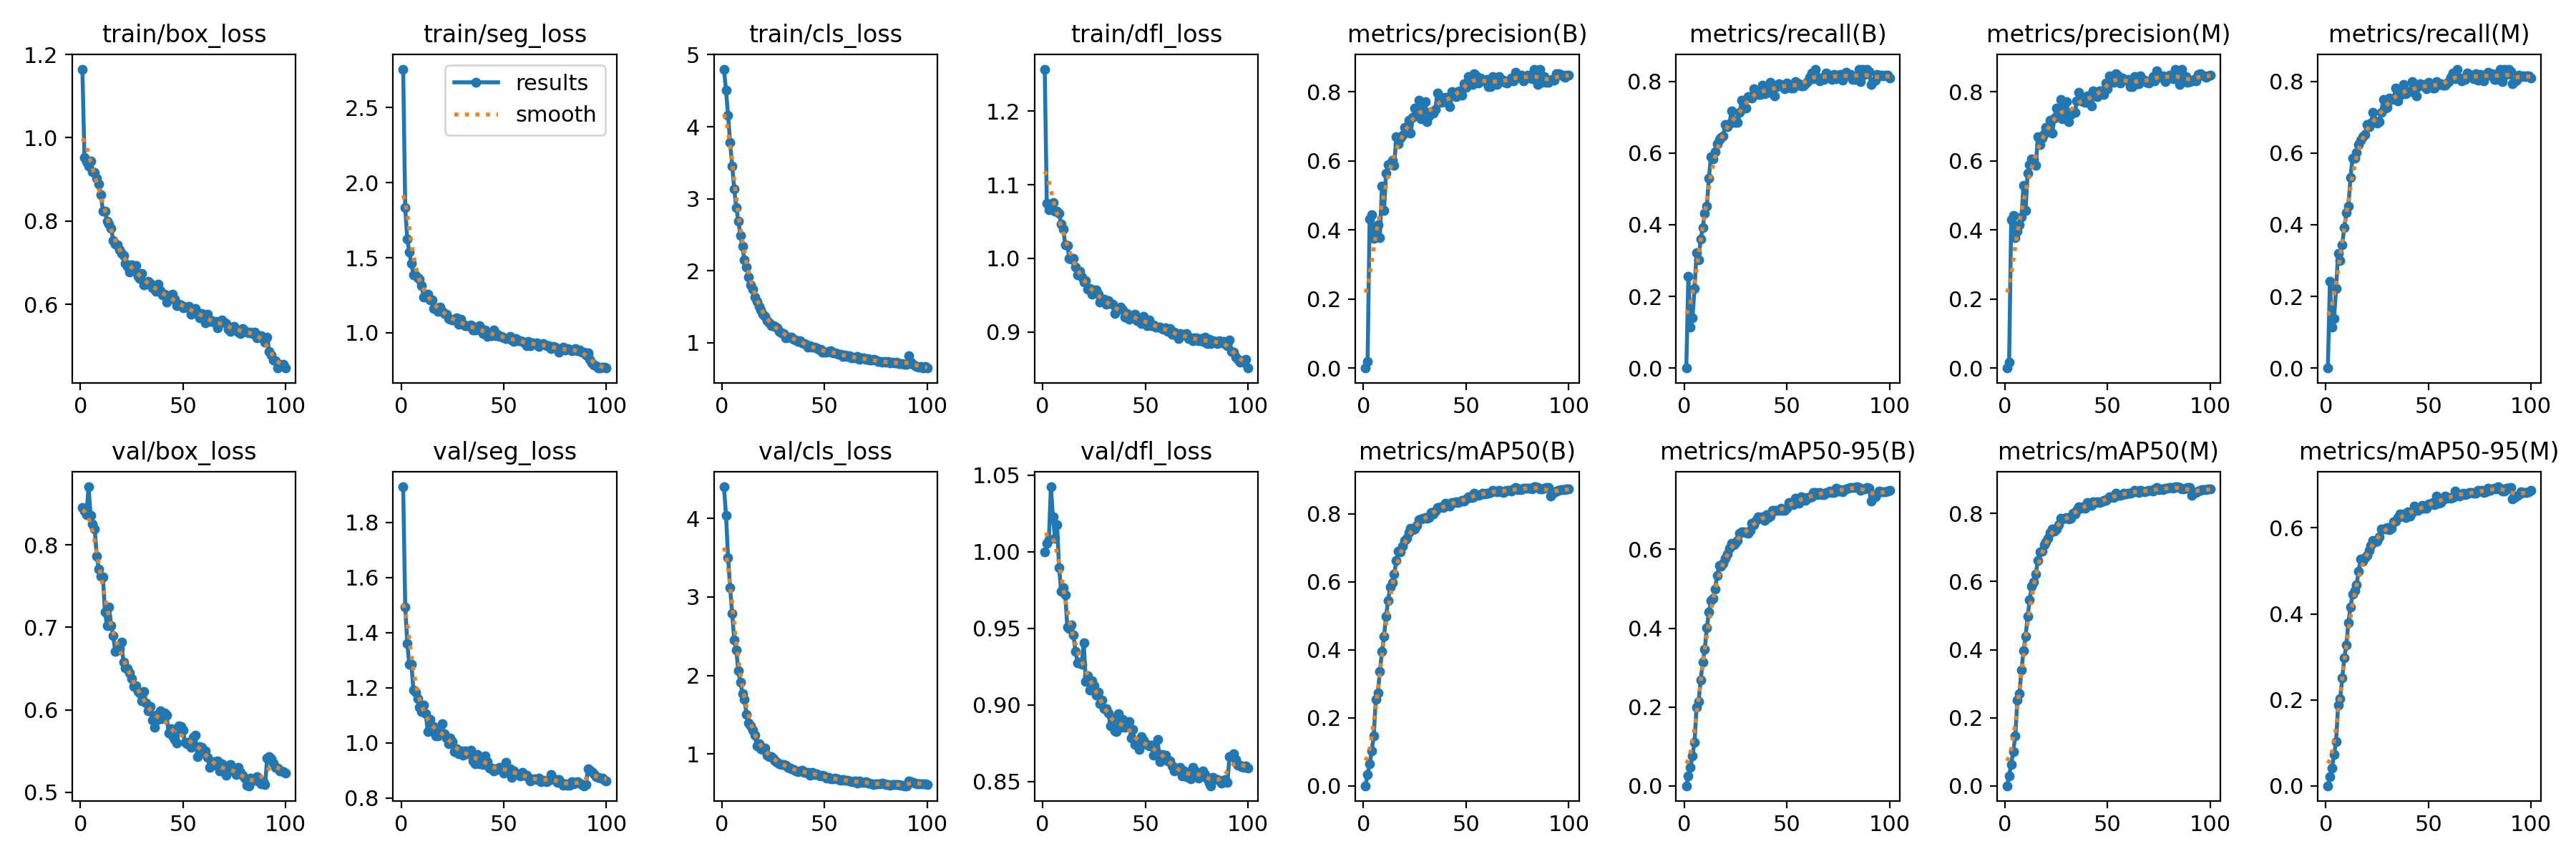 train/box_loss
train/seg_loss
train/cls_loss
train/dfl_loss
metrics/precision(B)
metrics/recall(B)
metrics/precision(M)
metrics/recall(M)
1.2
1.0
0.8
0.6
0 50 100
2.5
2.0
1.5
1.0
results
smooth
0 50 100
5
4
3
2
1
0 50 100
1.2
1.1
1.0
0.9
0 50 100
0.8
0.6
0.4
0.2
0.0
0 50 100
0.8
0.6
0.4
0.2
0.0
0 50 100
0.8
0.6
0.4
0.2
0.0
0 50 100
0.8
0.6
0.4
0.2
0.0
0 50 100
val/box_loss
val/seg_loss
val/cls_loss
val/dfl_loss
metrics/mAP50(B)
metrics/mAP50-95(B)
metrics/mAP50(M)
metrics/mAP50-95(M)
0.8
0.7
0.6
0.5
0 50 100
1.8
1.6
1.4
1.2
1.0
0.8
0 50 100
4
3
2
1
0 50 100
1.05
1.00
0.95
0.90
0.85
0 50 100
0.8
0.6
0.4
0.2
0.0
0 50 100
0.6
0.4
0.2
0.0
0 50 100
0.8
0.6
0.4
0.2
0.0
0 50 100
0.6
0.4
0.2
0.0
0 50 100